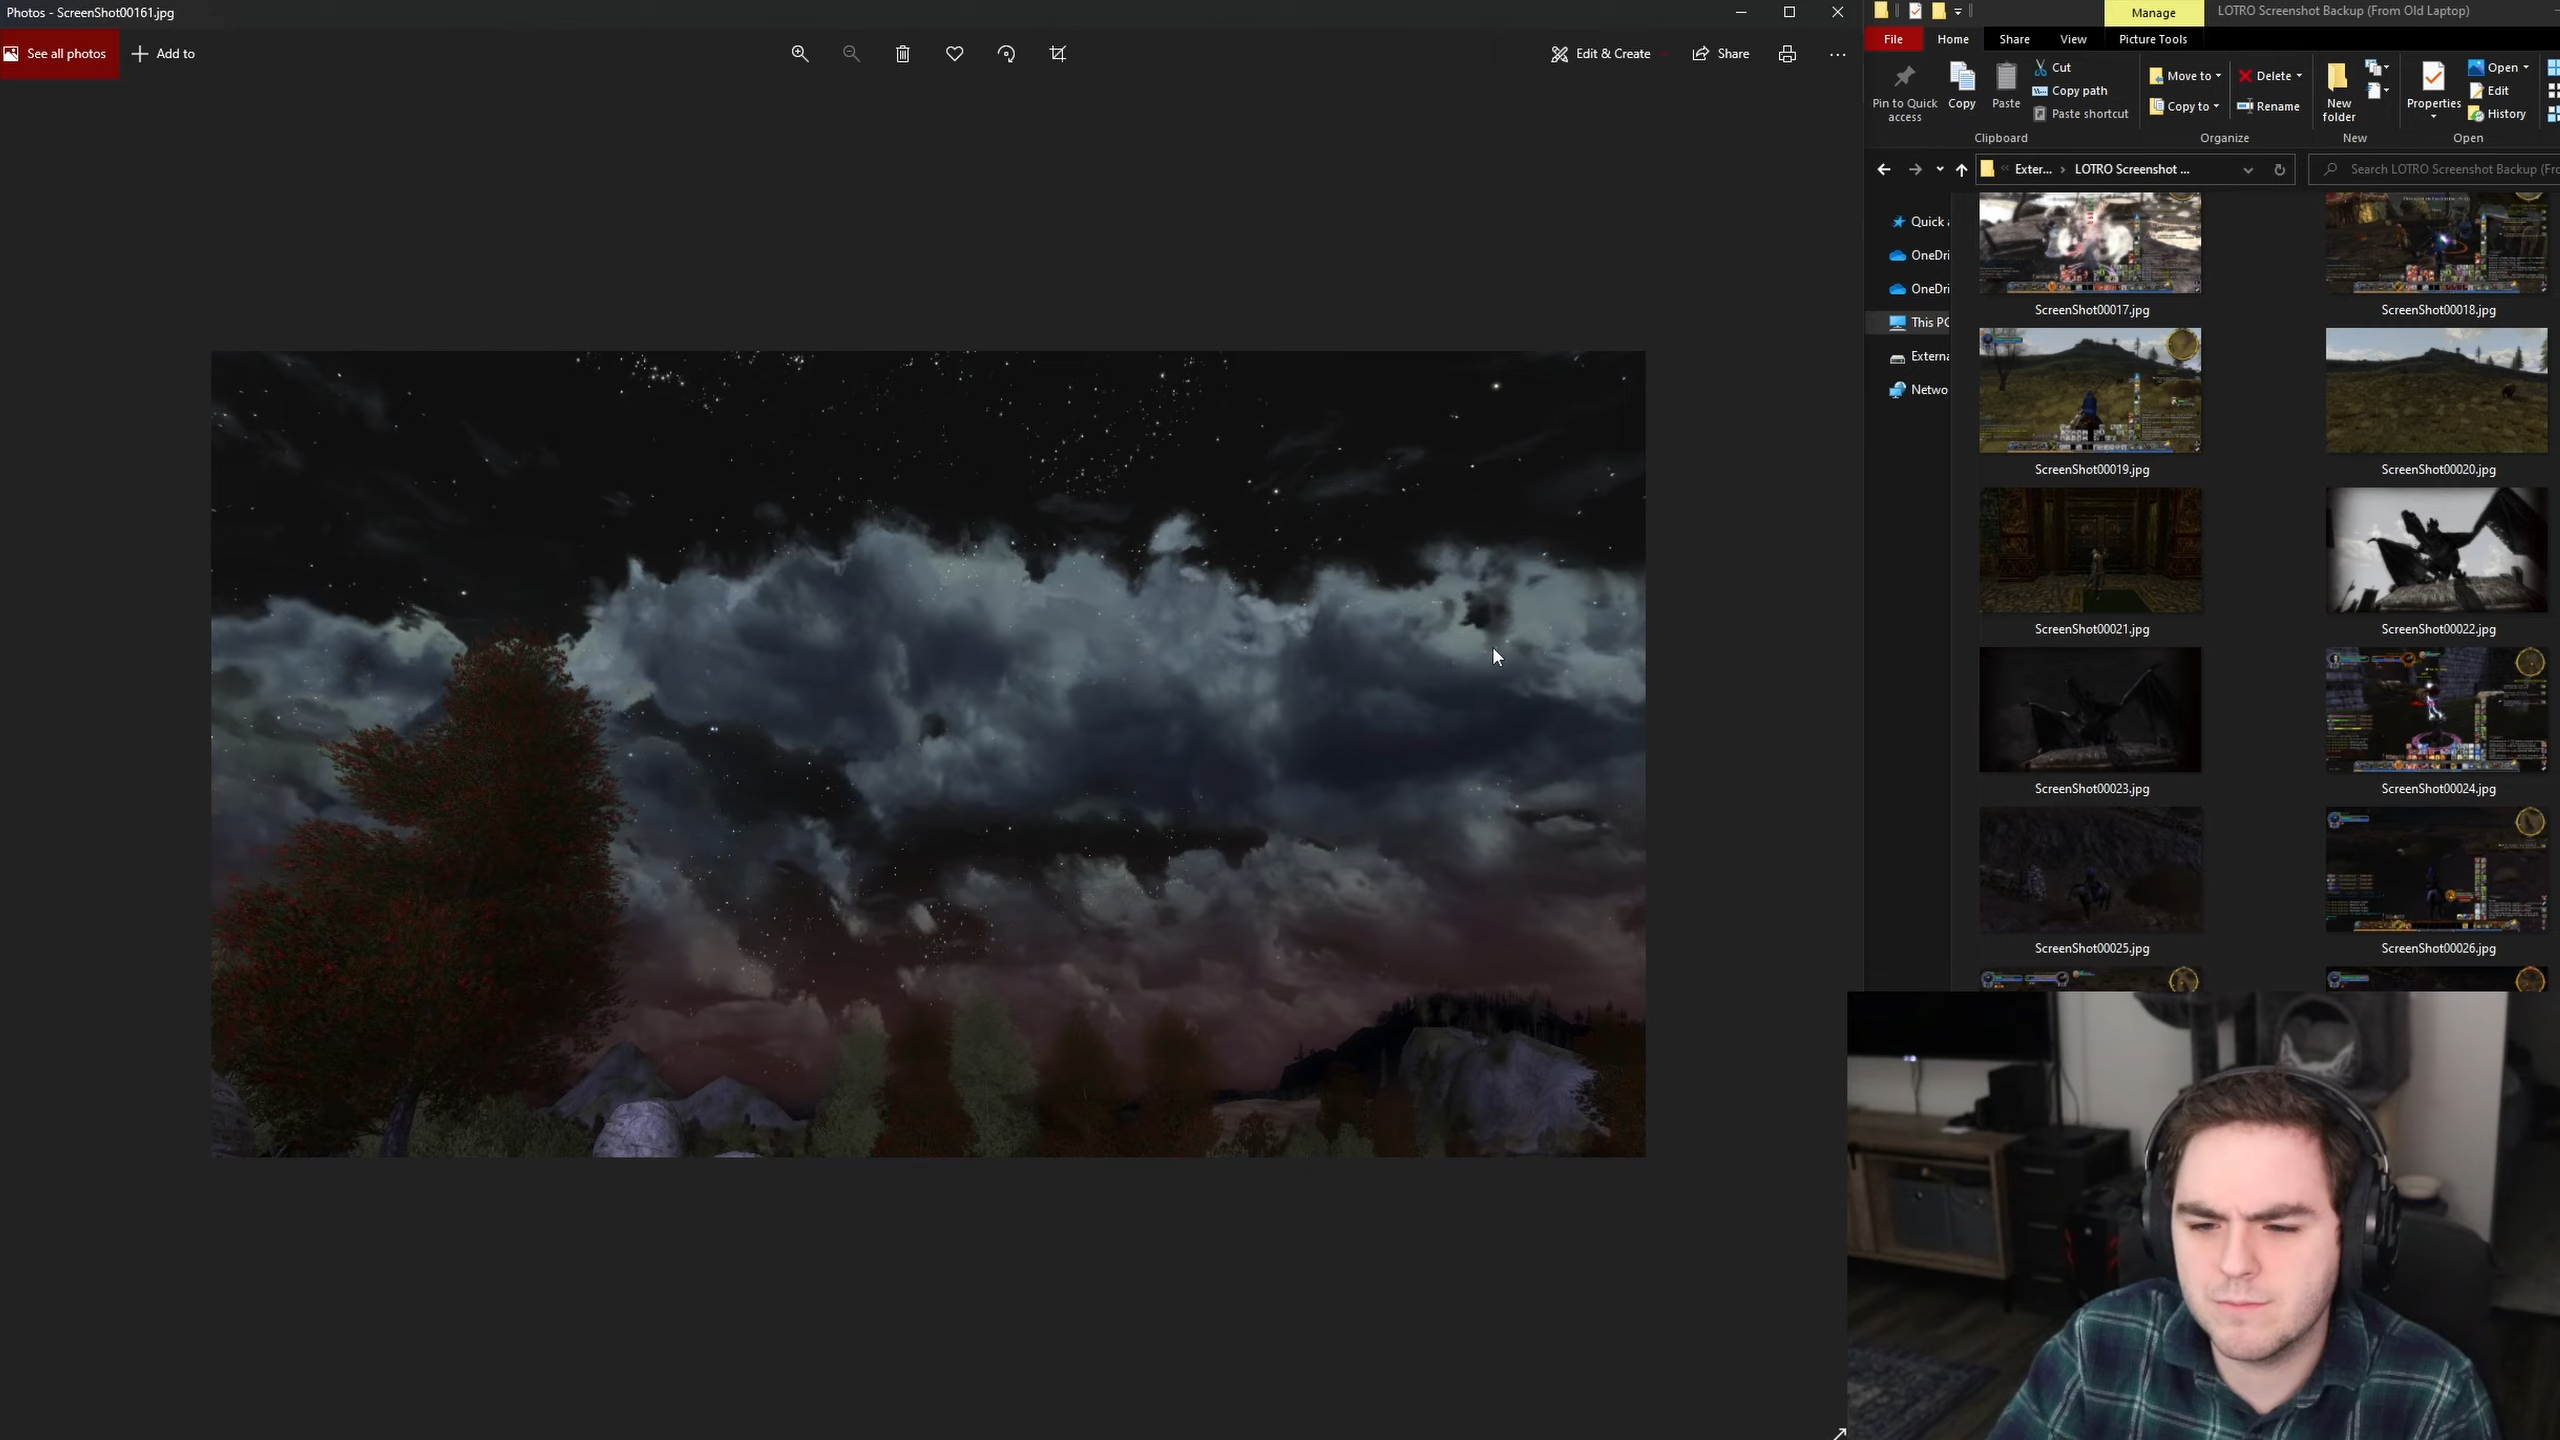 Photos - ScreenShot00161.jpg
See all photos
Add to
Edit & Create
Share
Manage
LOTRO Screenshot Backup (From Old Laptop)
File
Home
Share
View
Picture Tools
Pin to Quick access
Copy
Paste
Cut
Copy path
Paste shortcut
Clipboard
Move to
Copy to
Delete
Rename
Organize
New folder
New
Properties
Open
Edit
History
Open
« Exter... › LOTRO Screenshot ...
Search LOTRO Screenshot Backup (Fr
Quick a
OneDri
OneDri
This PC
Externa
Netwo
ScreenShot00017.jpg
ScreenShot00018.jpg
ScreenShot00019.jpg
ScreenShot00020.jpg
ScreenShot00021.jpg
ScreenShot00022.jpg
ScreenShot00023.jpg
ScreenShot00024.jpg
ScreenShot00025.jpg
ScreenShot00026.jpg